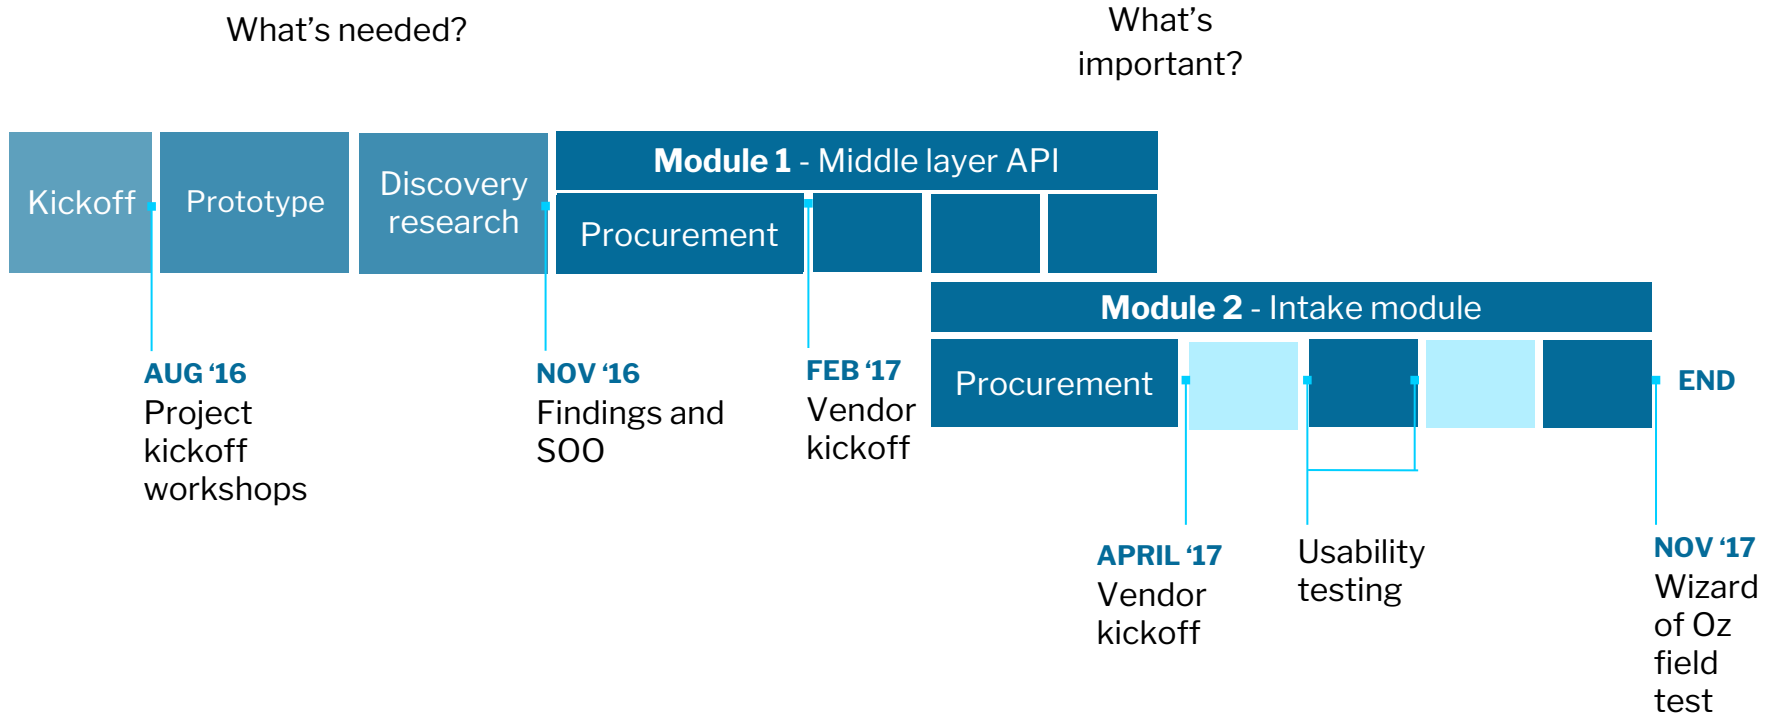 What’s needed?
What’s
important?
Kickoff
Prototype
Discovery
research
Module 1 - Middle layer API
Procurement
Module 2 - Intake module
Procurement
AUG ‘16
Project
kickoff
workshops
NOV ‘16
Findings and
SOO
FEB ‘17
Vendor
kickoff
END
APRIL ‘17
Vendor
kickoff
Usability
testing
NOV ‘17
Wizard
of Oz
field
test